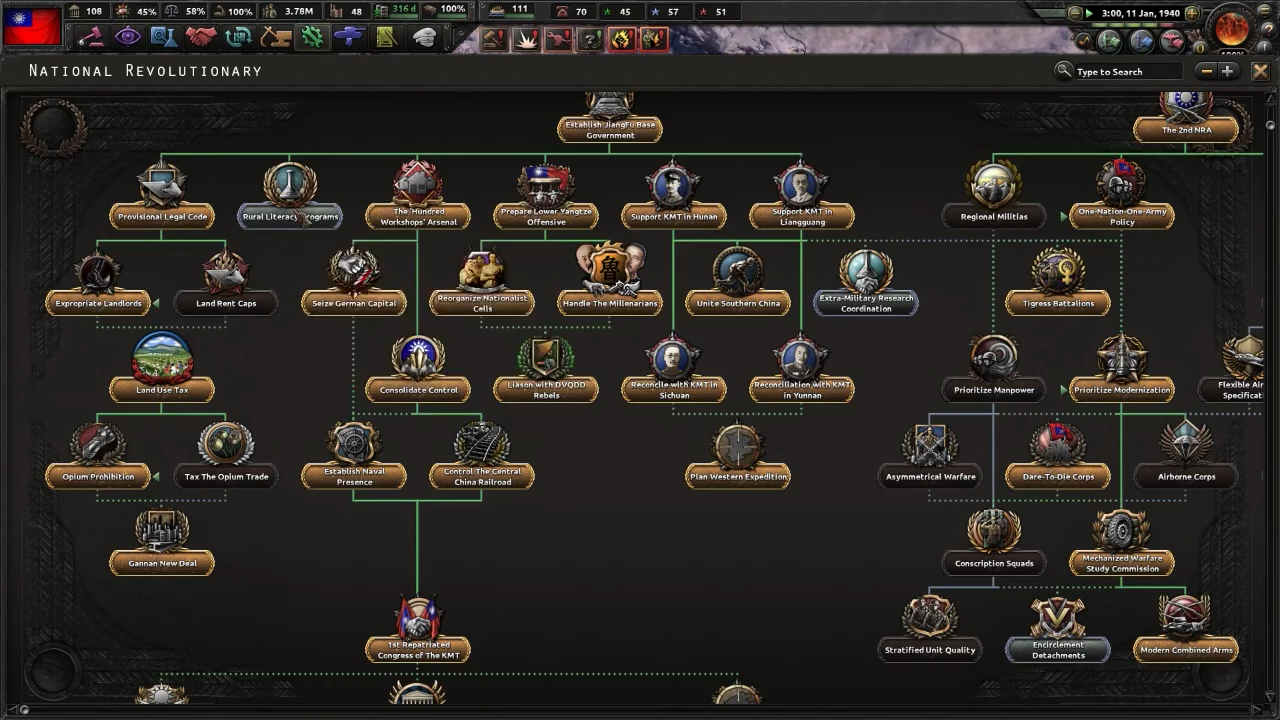 108
45%
58%
100%
3.78M
48
316 d
100%
111
70
45
57
51
3:00, 11 Jan, 1940
0
NATIONAL REVOLUTIONARY
Type to Search
Establish JiangFu Base
Government
The 2nd NRA
Provisional Legal Code
Rural Literacy Programs
The 'Hundred
Workshops' Arsenal
Prepare Lower Yangtze
Offensive
Support KMT in Hunan
Support KMT in
Liangguang
Regional Militias
One-Nation-One-Army
Policy
Expropriate Landlords
Land Rent Caps
Seize German Capital
Reorganize Nationalist
Cells
Handle The Millenarians
Unite Southern China
Extra-Military Research
Coordination
Tigress Battalions
Land Use Tax
Consolidate Control
Liason with DVQDD
Rebels
Reconcile with KMT in
Sichuan
Reconciliation with KMT
in Yunnan
Prioritize Manpower
Prioritize Modernization
Flexible Air
Specificat
Opium Prohibition
Tax The Opium Trade
Establish Naval
Presence
Control The Central
China Railroad
Plan Western Expedition
Asymmetrical Warfare
Dare-To-Die Corps
Airborne Corps
Gannan New Deal
Conscription Squads
Mechanized Warfare
Study Commission
1st Repatriated
Congress of The KMT
Stratified Unit Quality
Encirclement
Detachments
Modern Combined Arms